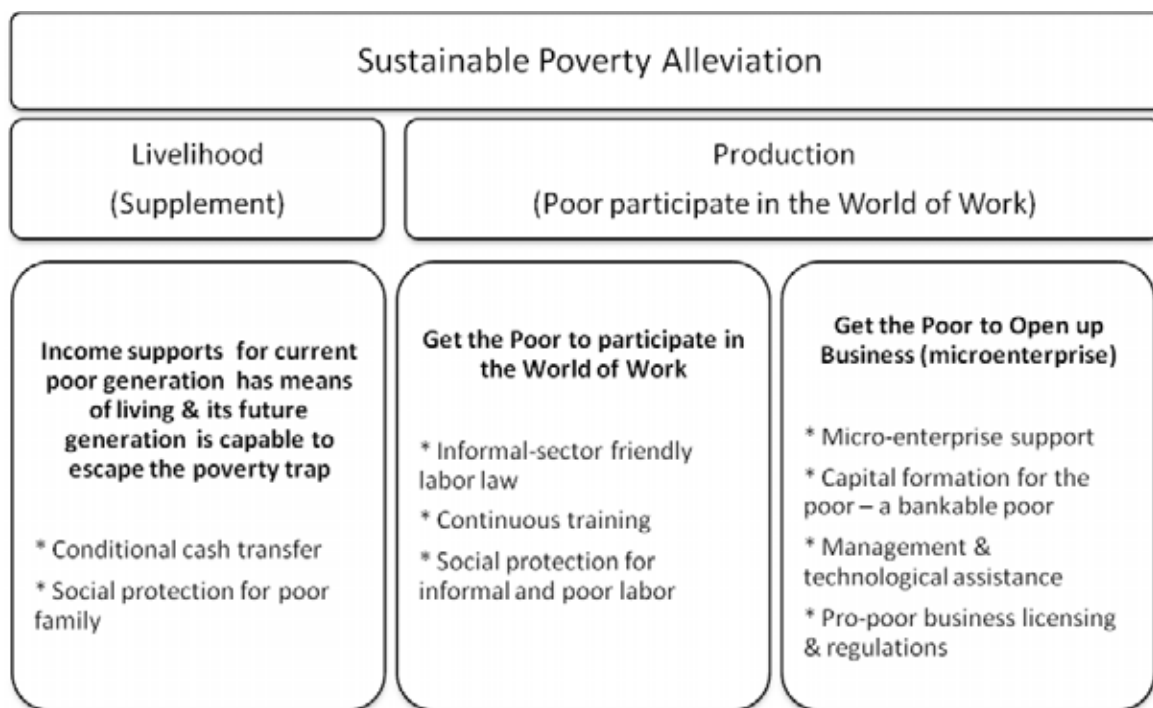 Sustainable Poverty Alleviation
Livelihood
(Supplement)
Production
(Poor participate in the World of Work)
Income supports for current
poor generation has means
of living & its future
generation is capable to
escape the poverty trap
* Conditional cash transfer
* Social protection for poor
family
Get the Poor to participate in
the World of Work
* Informal-sector friendly
labor law
* Continuous training
* Social protection for
informal and poor labor
Get the Poor to Open up
Business (microenterprise)
* Micro-enterprise support
* Capital formation for the
poor – a bankable poor
* Management &
technological assistance
* Pro-poor business licensing
& regulations